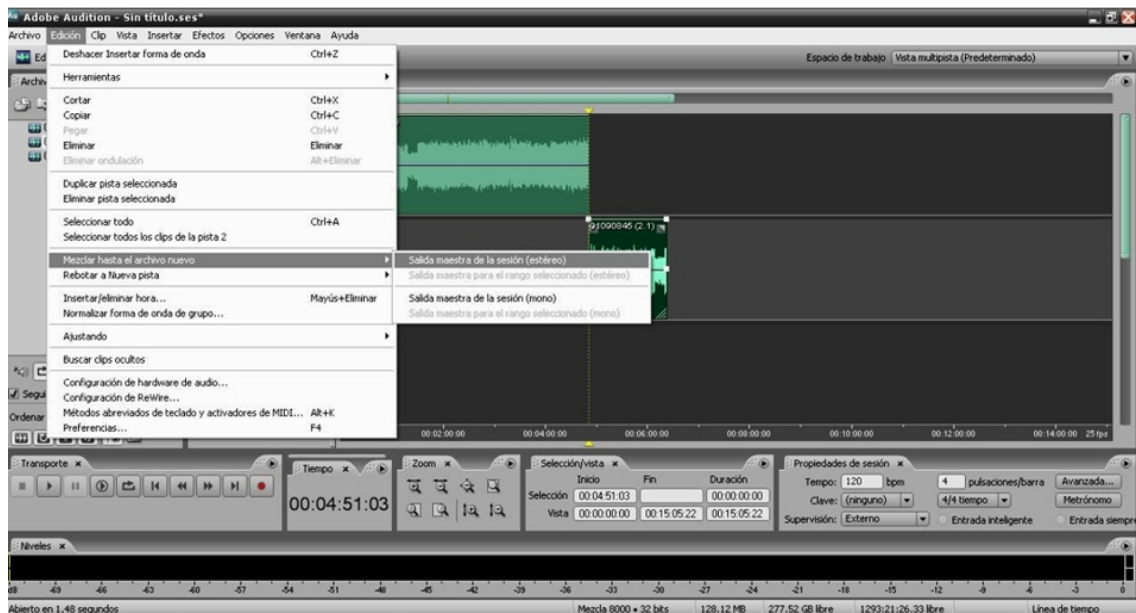 Adobe Audition - Sin título.ses*
Archivo Edición Clip Vista Insertar Efectos Opciones Ventana Ayuda
Ed
Espacio de trabajo Vista multipista (Predeterminado)
Deshacer Insertar forma de onda Ctrl+Z
Herramientas
Cortar Ctrl+X
Copiar Ctrl+C
Pegar Ctrl+V
Eliminar Eliminar
Eliminar ondulación Alt+Eliminar
Duplicar pista seleccionada
Eliminar pista seleccionada
Seleccionar todo Ctrl+A
Seleccionar todos los clips de la pista 2
Mezclar hasta el archivo nuevo
Rebotar a Nueva pista
Insertar/eliminar hora... Mayús+Eliminar
Normalizar forma de onda de grupo...
Ajustando
Buscar clips ocultos
Configuración de hardware de audio...
Configuración de ReWire...
Métodos abreviados de teclado y activadores de MIDI... Alt+K
Preferencias... F4
Salida maestra de la sesión (estéreo)
Salida maestra para el rango seleccionado (estéreo)
Salida maestra de la sesión (mono)
Salida maestra para el rango seleccionado (mono)
Archiv
Segui
Ordenar
91090845 (2.1)
00:02:00:00 00:04:00:00 00:06:00:00 00:08:00:00 00:10:00:00 00:12:00:00 00:14:00:00 25 fps
Transporte Tiempo Zoom Selección/vista Propiedades de sesión
00:04:51:03
Inicio Fin Duración
Selección 00:04:51:03 00:00:00:00
Vista 00:00:00:00 00:15:05:22 00:15:05:22
Tempo: 120 bpm 4 pulsaciones/barra Avanzada...
Clave: (ninguno) 4/4 tiempo Metrónomo
Supervisión: Externo Entrada inteligente Entrada siempre
Niveles
dB -69 -66 -63 -60 -57 -54 -51 -48 -45 -42 -39 -36 -33 -30 -27 -24 -21 -18 -15 -12 -9 -6 -3 0
Abierto en 1,48 segundos Mezcla 8000 • 32 bits 128.12 MB 277.52 GB libre 1293:21:26.33 libre Línea de tiempo